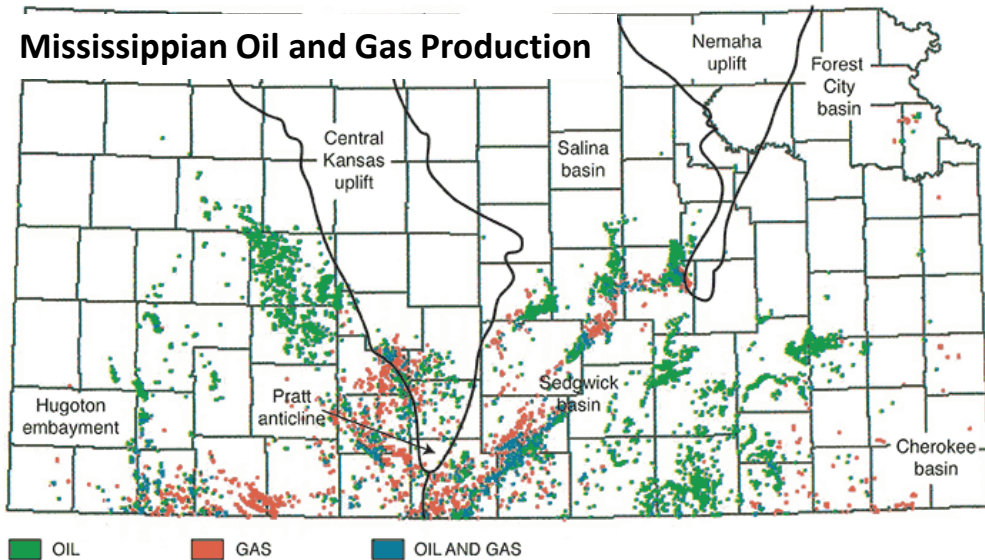 Mississippian Oil and Gas Production
Nemaha
uplift
Forest
City
basin
Central
Kansas
uplift
Salina
basin
Hugoton
embayment
Pratt
anticline
Sedgwick
basin
Cherokee
basin
OIL
GAS
OIL AND GAS